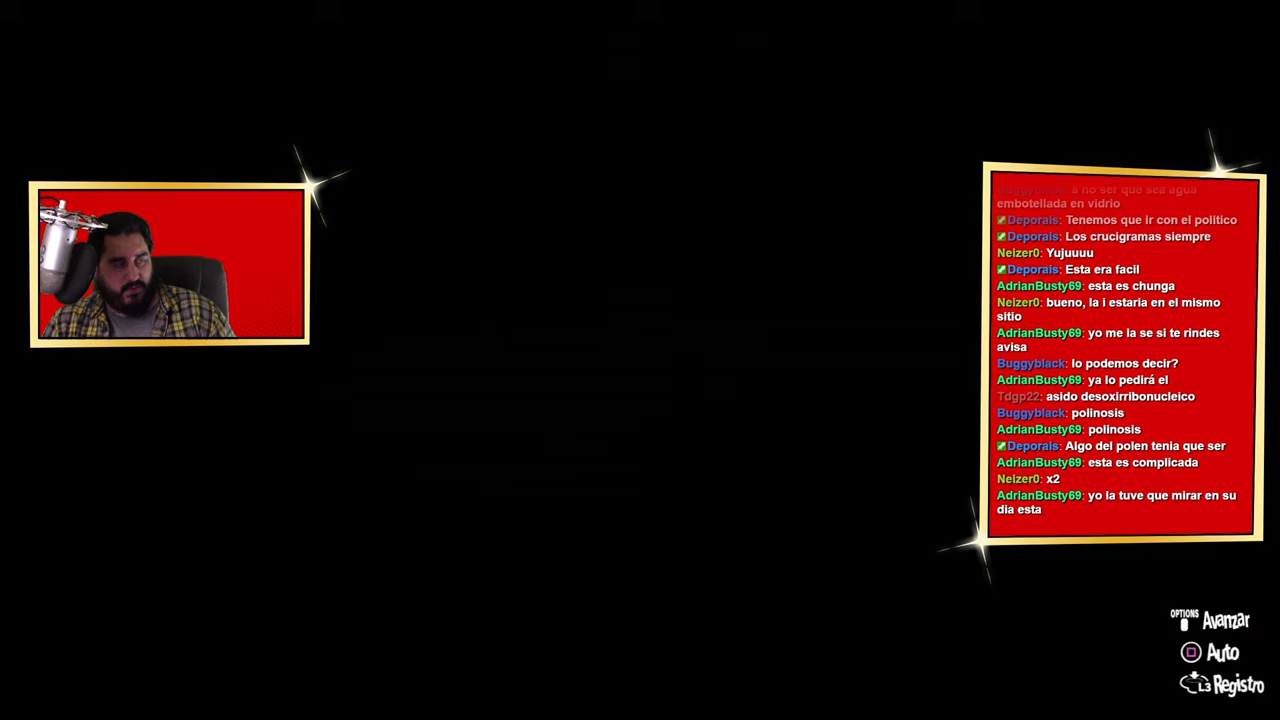 Buggyblack: a no ser que sea agua
embotellada en vidrio
Deporais: Tenemos que ir con el politico
Deporais: Los crucigramas siempre
Neizer0: Yujuuuu
Deporais: Esta era facil
AdrianBusty69: esta es chunga
Neizer0: bueno, la i estaria en el mismo
sitio
AdrianBusty69: yo me la se si te rindes
avisa
Buggyblack: lo podemos decir?
AdrianBusty69: ya lo pedirá el
Tdgp22: asido desoxirribonucleico
Buggyblack: polinosis
AdrianBusty69: polinosis
Deporais: Algo del polen tenia que ser
AdrianBusty69: esta es complicada
Neizer0: x2
AdrianBusty69: yo la tuve que mirar en su
dia esta
OPTIONS Avanzar
Auto
L3 Registro